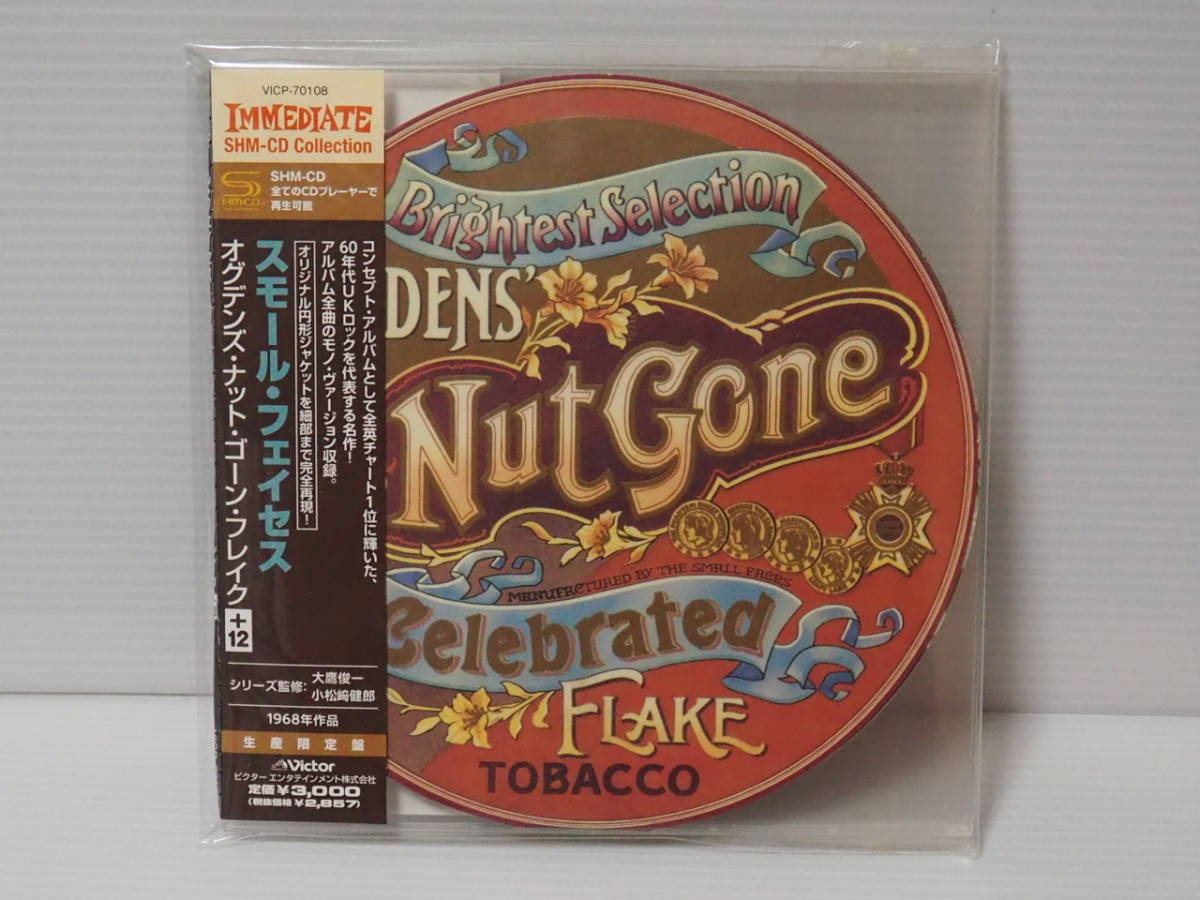 VICP-70108
IMMEDIATE
SHM-CD Collection
SHM-CD
全てのCDプレーヤーで
再生可能
コンセプト・アルバムとして全英チャート1位に輝いた、
60年代UKロックを代表する名作!
アルバム全曲のモノ・ヴァージョン収録。
オリジナル円形ジャケットを細部まで完全再現!
スモール・フェイセス
オグデンズ・ナット・ゴーン・フレイク
+12
シリーズ監修:
大鷹俊一
小松﨑健郎
1968年作品
生産限定盤
Victor
ビクターエンタテインメント株式会社
定価¥3,000
(税抜価格 ¥2,857)
Brightest Selection
DENS'
Nut Gone
MANUFACTURED BY THE SMALL FACES
Celebrated
FLAKE
TOBACCO